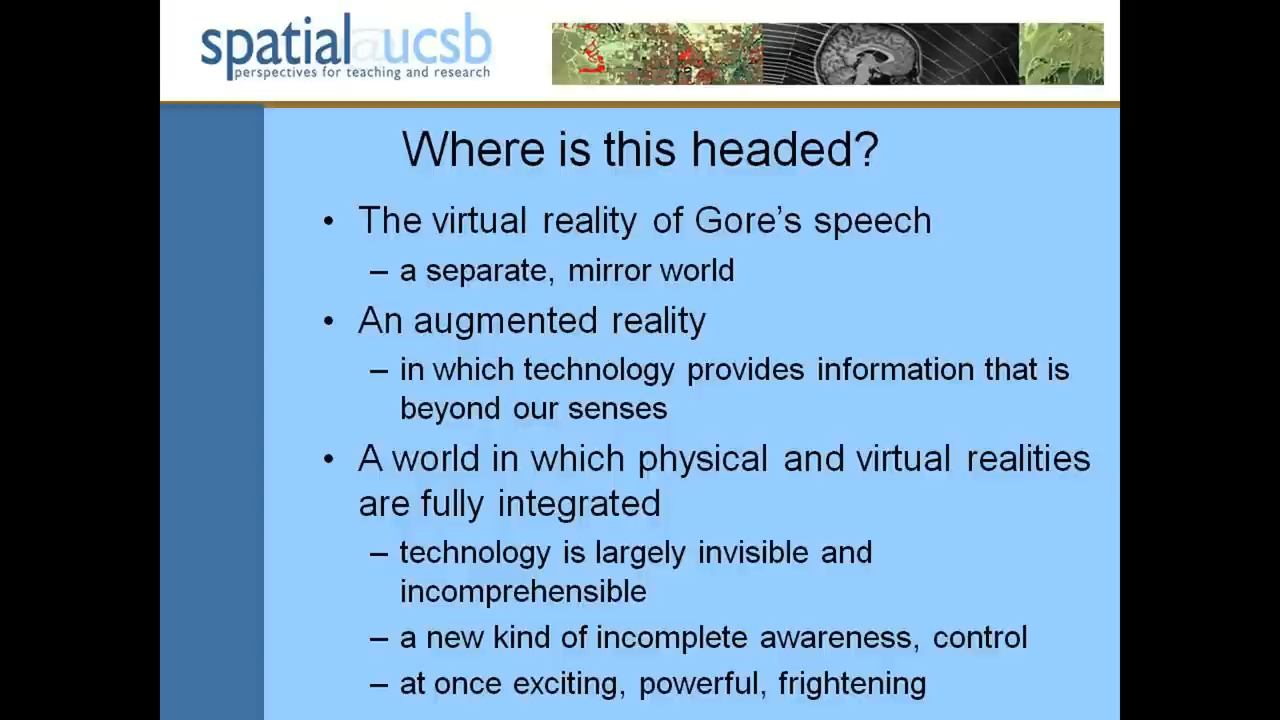 spatial@ucsb
perspectives for teaching and research
Where is this headed?
• The virtual reality of Gore's speech
– a separate, mirror world
• An augmented reality
– in which technology provides information that is
beyond our senses
• A world in which physical and virtual realities
are fully integrated
– technology is largely invisible and
incomprehensible
– a new kind of incomplete awareness, control
– at once exciting, powerful, frightening